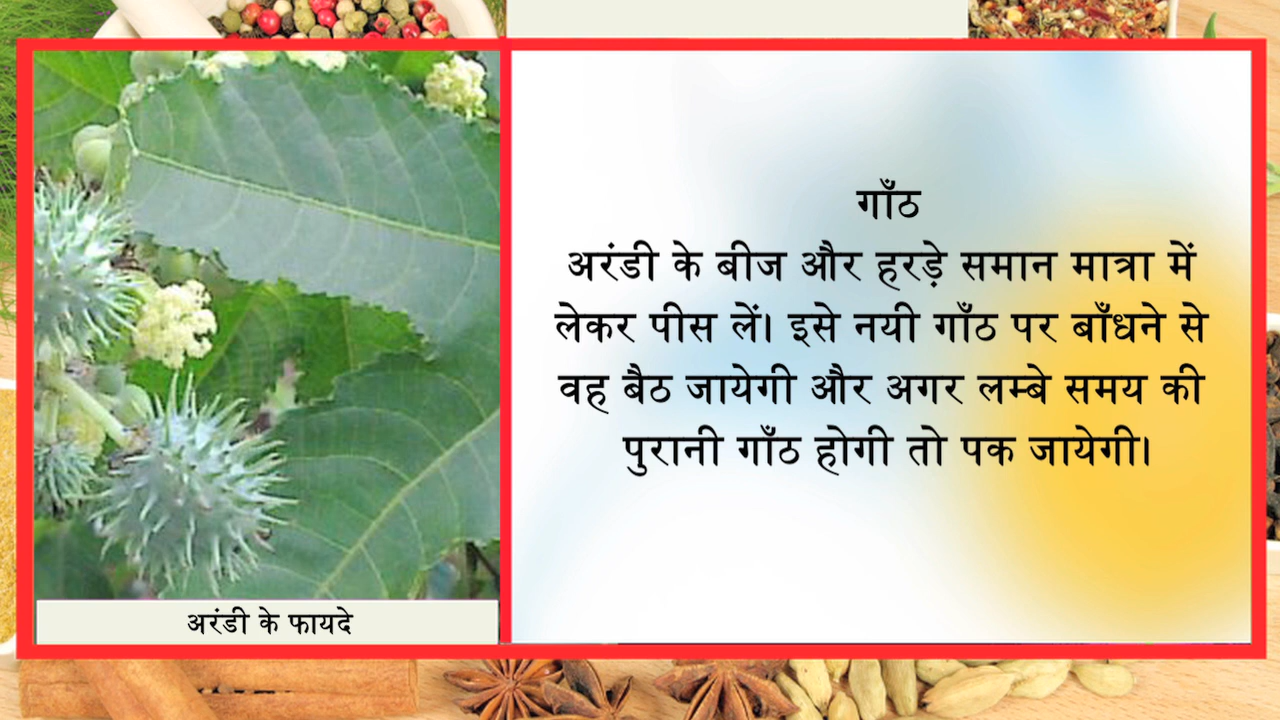 गाँठ
अरंडी के बीज और हरड़े समान मात्रा में
लेकर पीस लें। इसे नयी गाँठ पर बाँधने से
वह बैठ जायेगी और अगर लम्बे समय की
पुरानी गाँठ होगी तो पक जायेगी।
अरंडी के फायदे